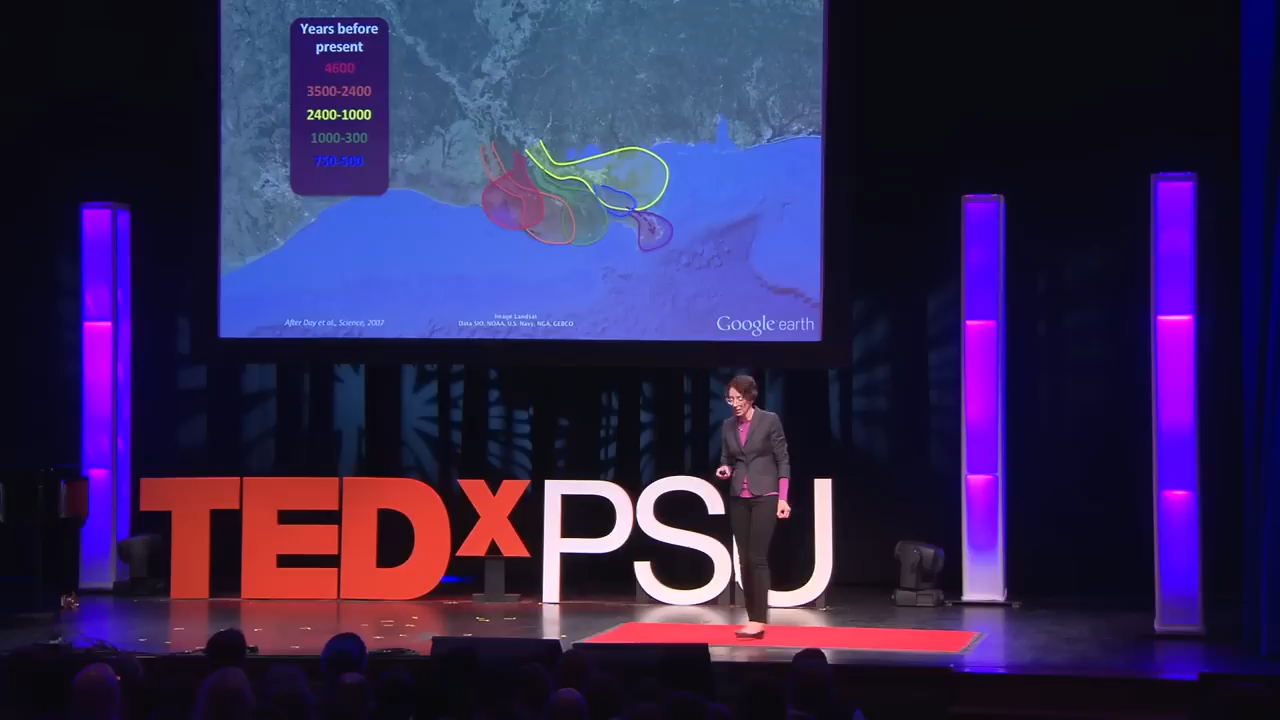 Years before
present
4600
3500-2400
2400-1000
1000-300
750-500
After Day et al., Science, 2007
Image Landsat
Data SIO, NOAA, U.S. Navy, NGA, GEBCO
Google earth
TEDxPSU